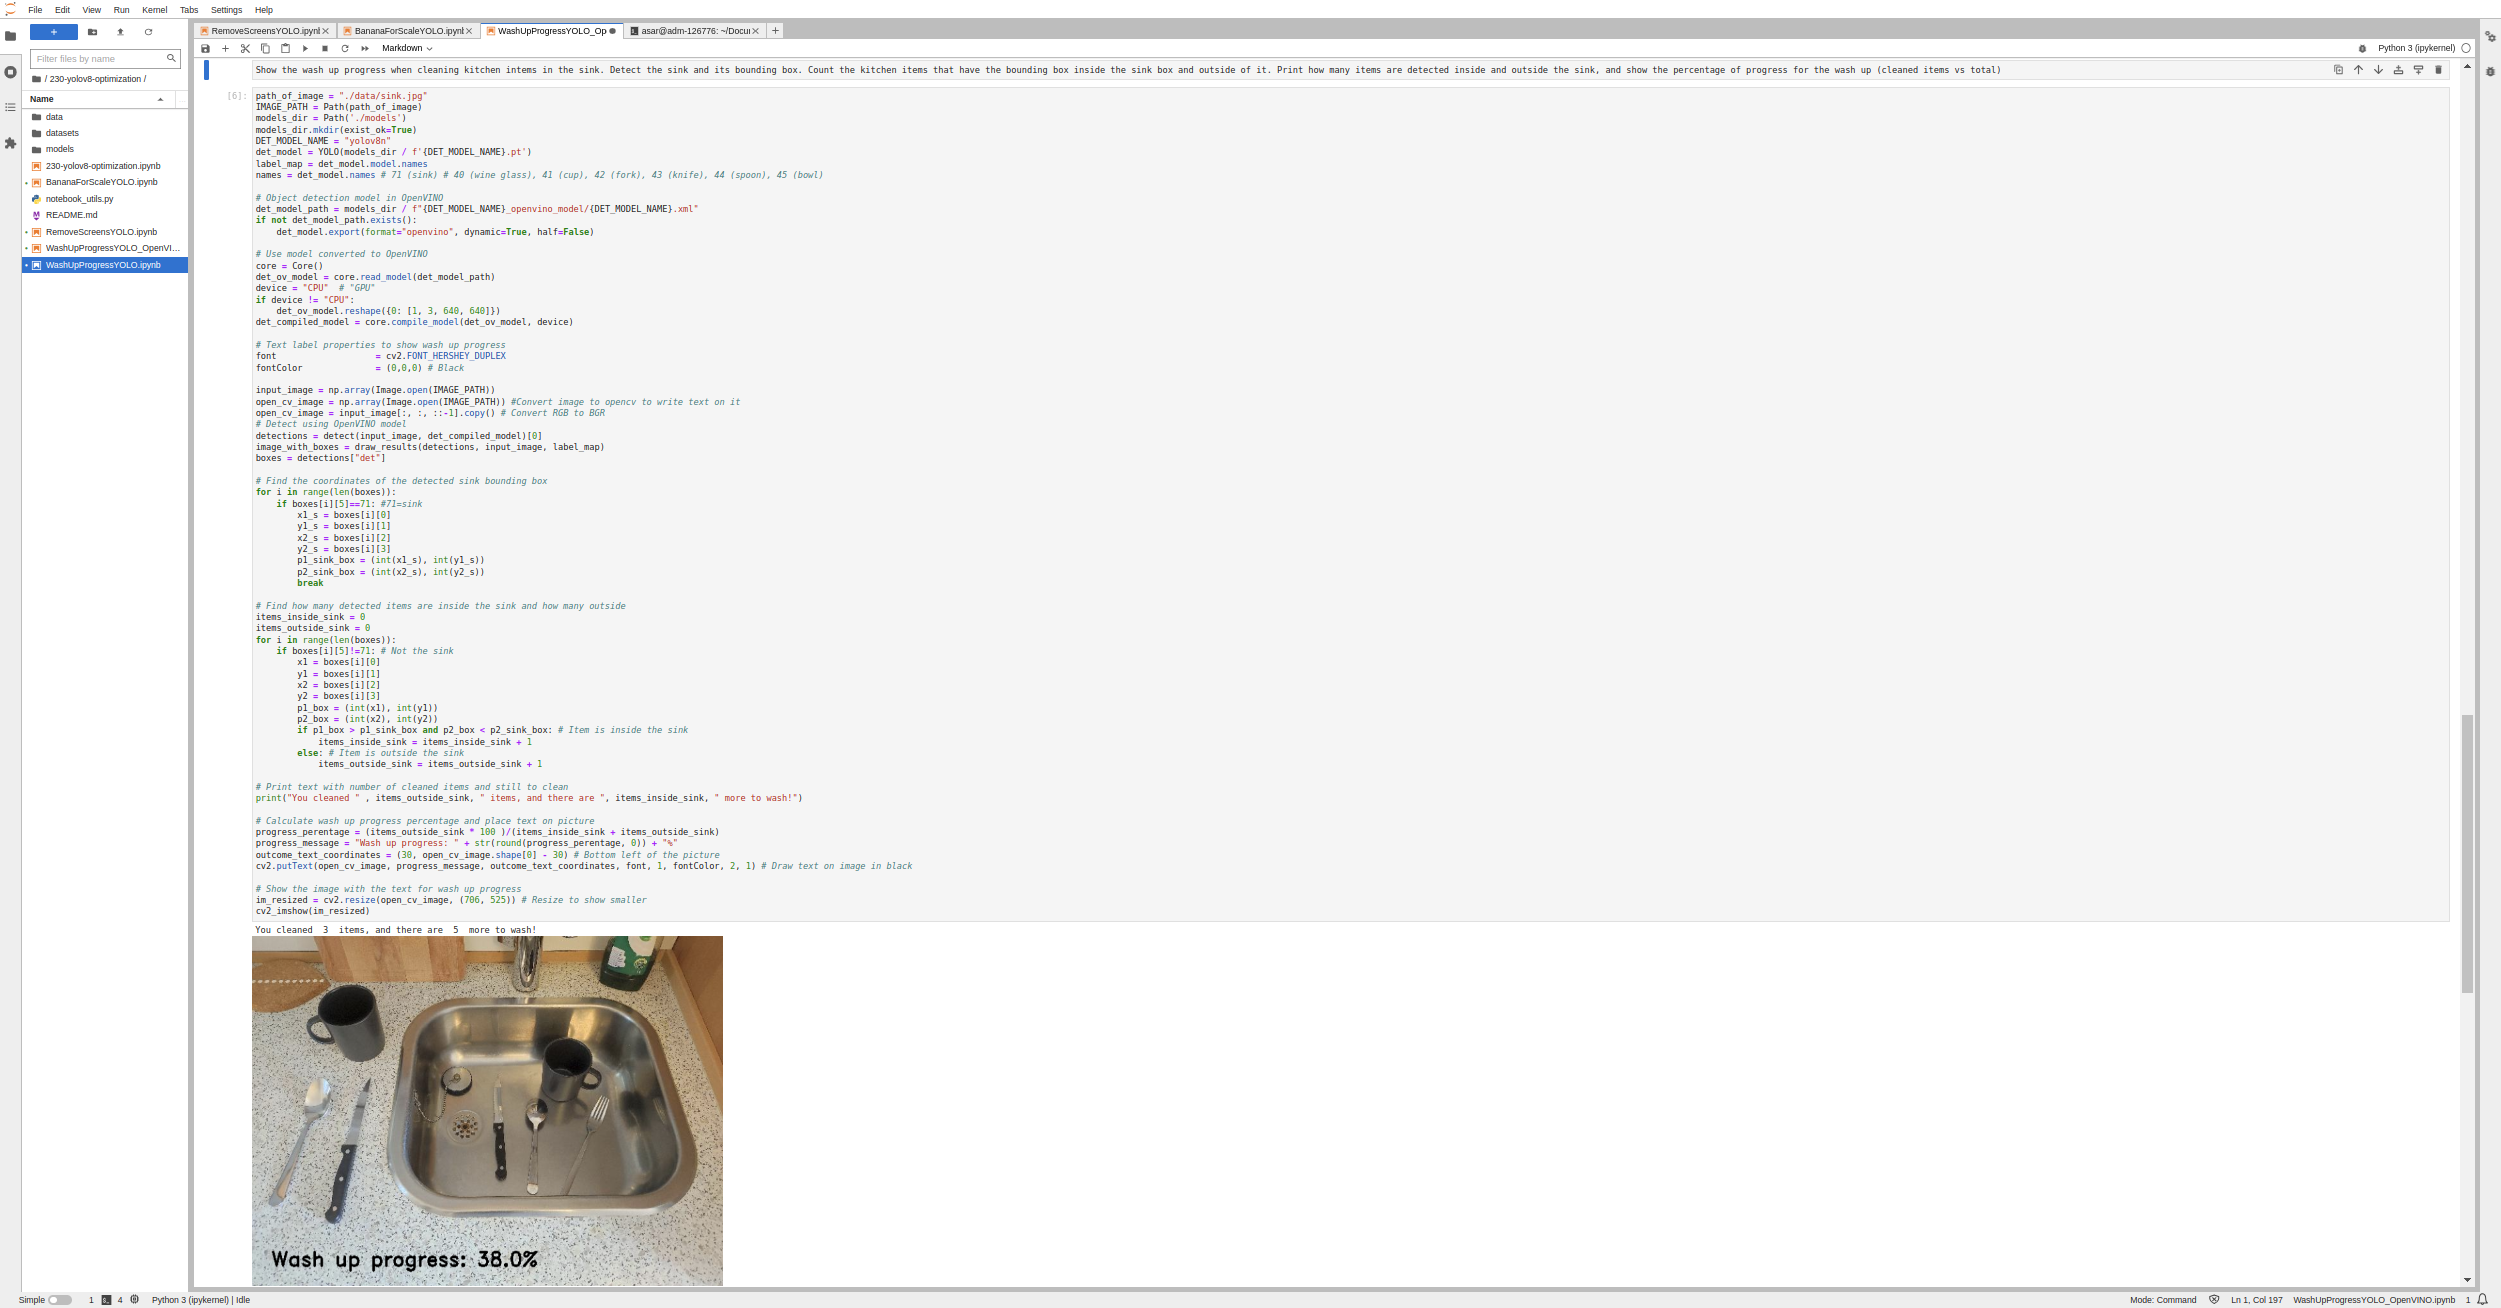 File Edit View Run Kernel Tabs Settings Help
RemoveScreensYOLO.ipynb
BananaForScaleYOLO.ipynb
WashUpProgressYOLO_Op
asar@adm-126776: ~/Docu
Markdown
Python 3 (ipykernel)
Filter files by name
/ 230-yolov8-optimization /
Name
data
datasets
models
230-yolov8-optimization.ipynb
BananaForScaleYOLO.ipynb
notebook_utils.py
README.md
RemoveScreensYOLO.ipynb
WashUpProgressYOLO_OpenVI...
WashUpProgressYOLO.ipynb
Show the wash up progress when cleaning kitchen intems in the sink. Detect the sink and its bounding box. Count the kitchen items that have the bounding box inside the sink box and outside of it. Print how many items are detected inside and outside the sink, and show the percentage of progress for the wash up (cleaned items vs total)
[6]:
path_of_image = "./data/sink.jpg"
IMAGE_PATH = Path(path_of_image)
models_dir = Path('./models')
models_dir.mkdir(exist_ok=True)
DET_MODEL_NAME = "yolov8n"
det_model = YOLO(models_dir / f'{DET_MODEL_NAME}.pt')
label_map = det_model.model.names
names = det_model.names # 71 (sink) # 40 (wine glass), 41 (cup), 42 (fork), 43 (knife), 44 (spoon), 45 (bowl)
# Object detection model in OpenVINO
det_model_path = models_dir / f"{DET_MODEL_NAME}_openvino_model/{DET_MODEL_NAME}.xml"
if not det_model_path.exists():
    det_model.export(format="openvino", dynamic=True, half=False)
# Use model converted to OpenVINO
core = Core()
det_ov_model = core.read_model(det_model_path)
device = "CPU"  # "GPU"
if device != "CPU":
    det_ov_model.reshape({0: [1, 3, 640, 640]})
det_compiled_model = core.compile_model(det_ov_model, device)
# Text label properties to show wash up progress
font                   = cv2.FONT_HERSHEY_DUPLEX
fontColor              = (0,0,0) # Black
input_image = np.array(Image.open(IMAGE_PATH))
open_cv_image = np.array(Image.open(IMAGE_PATH)) #Convert image to opencv to write text on it
open_cv_image = input_image[:, :, ::-1].copy() # Convert RGB to BGR
# Detect using OpenVINO model
detections = detect(input_image, det_compiled_model)[0]
image_with_boxes = draw_results(detections, input_image, label_map)
boxes = detections["det"]
# Find the coordinates of the detected sink bounding box
for i in range(len(boxes)):
    if boxes[i][5]==71: #71=sink
        x1_s = boxes[i][0]
        y1_s = boxes[i][1]
        x2_s = boxes[i][2]
        y2_s = boxes[i][3]
        p1_sink_box = (int(x1_s), int(y1_s))
        p2_sink_box = (int(x2_s), int(y2_s))
        break
# Find how many detected items are inside the sink and how many outside
items_inside_sink = 0
items_outside_sink = 0
for i in range(len(boxes)):
    if boxes[i][5]!=71: # Not the sink
        x1 = boxes[i][0]
        y1 = boxes[i][1]
        x2 = boxes[i][2]
        y2 = boxes[i][3]
        p1_box = (int(x1), int(y1))
        p2_box = (int(x2), int(y2))
        if p1_box > p1_sink_box and p2_box < p2_sink_box: # Item is inside the sink
            items_inside_sink = items_inside_sink + 1
        else: # Item is outside the sink
            items_outside_sink = items_outside_sink + 1
# Print text with number of cleaned items and still to clean
print("You cleaned " , items_outside_sink, " items, and there are ", items_inside_sink, " more to wash!")
# Calculate wash up progress percentage and place text on picture
progress_perentage = (items_outside_sink * 100 )/(items_inside_sink + items_outside_sink)
progress_message = "Wash up progress: " + str(round(progress_perentage, 0)) + "%"
outcome_text_coordinates = (30, open_cv_image.shape[0] - 30) # Bottom left of the picture
cv2.putText(open_cv_image, progress_message, outcome_text_coordinates, font, 1, fontColor, 2, 1) # Draw text on image in black
# Show the image with the text for wash up progress
im_resized = cv2.resize(open_cv_image, (706, 525)) # Resize to show smaller
cv2_imshow(im_resized)
You cleaned  3  items, and there are  5  more to wash!
Wash up progress: 38.0%
Simple 1 4 Python 3 (ipykernel) | Idle
Mode: Command Ln 1, Col 197 WashUpProgressYOLO_OpenVINO.ipynb 1